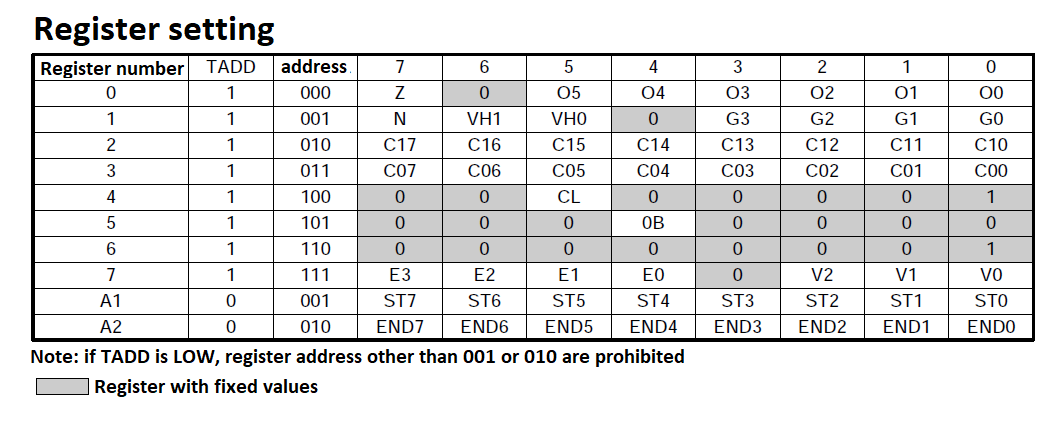 Register setting
Register number TADD address 7 6 5 4 3 2 1 0
0 1 000 Z 0 O5 O4 O3 O2 O1 O0
1 1 001 N VH1 VH0 0 G3 G2 G1 G0
2 1 010 C17 C16 C15 C14 C13 C12 C11 C10
3 1 011 C07 C06 C05 C04 C03 C02 C01 C00
4 1 100 0 0 CL 0 0 0 0 1
5 1 101 0 0 0 0B 0 0 0 0
6 1 110 0 0 0 0 0 0 0 1
7 1 111 E3 E2 E1 E0 0 V2 V1 V0
A1 0 001 ST7 ST6 ST5 ST4 ST3 ST2 ST1 ST0
A2 0 010 END7 END6 END5 END4 END3 END2 END1 END0
Note: if TADD is LOW, register address other than 001 or 010 are prohibited
Register with fixed values